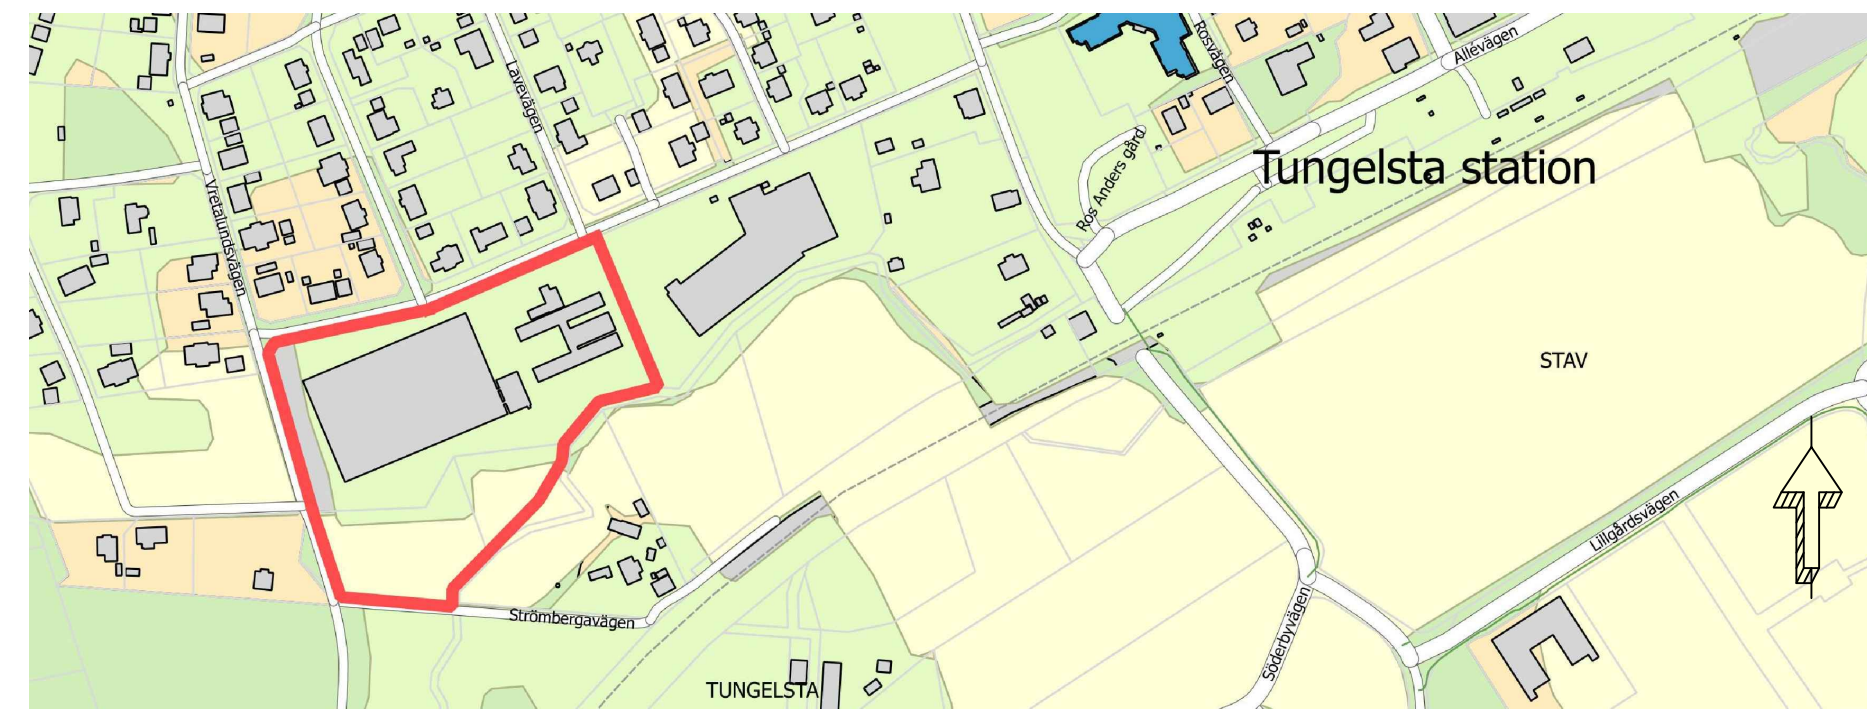 Rosvägen
Allévägen
Lavevägen
Ros Anders gård
Tungelsta station
Vretalundsvägen
STAV
Lillgårdsvägen
Strömbergavägen
Söderbyvägen
TUNGELSTA